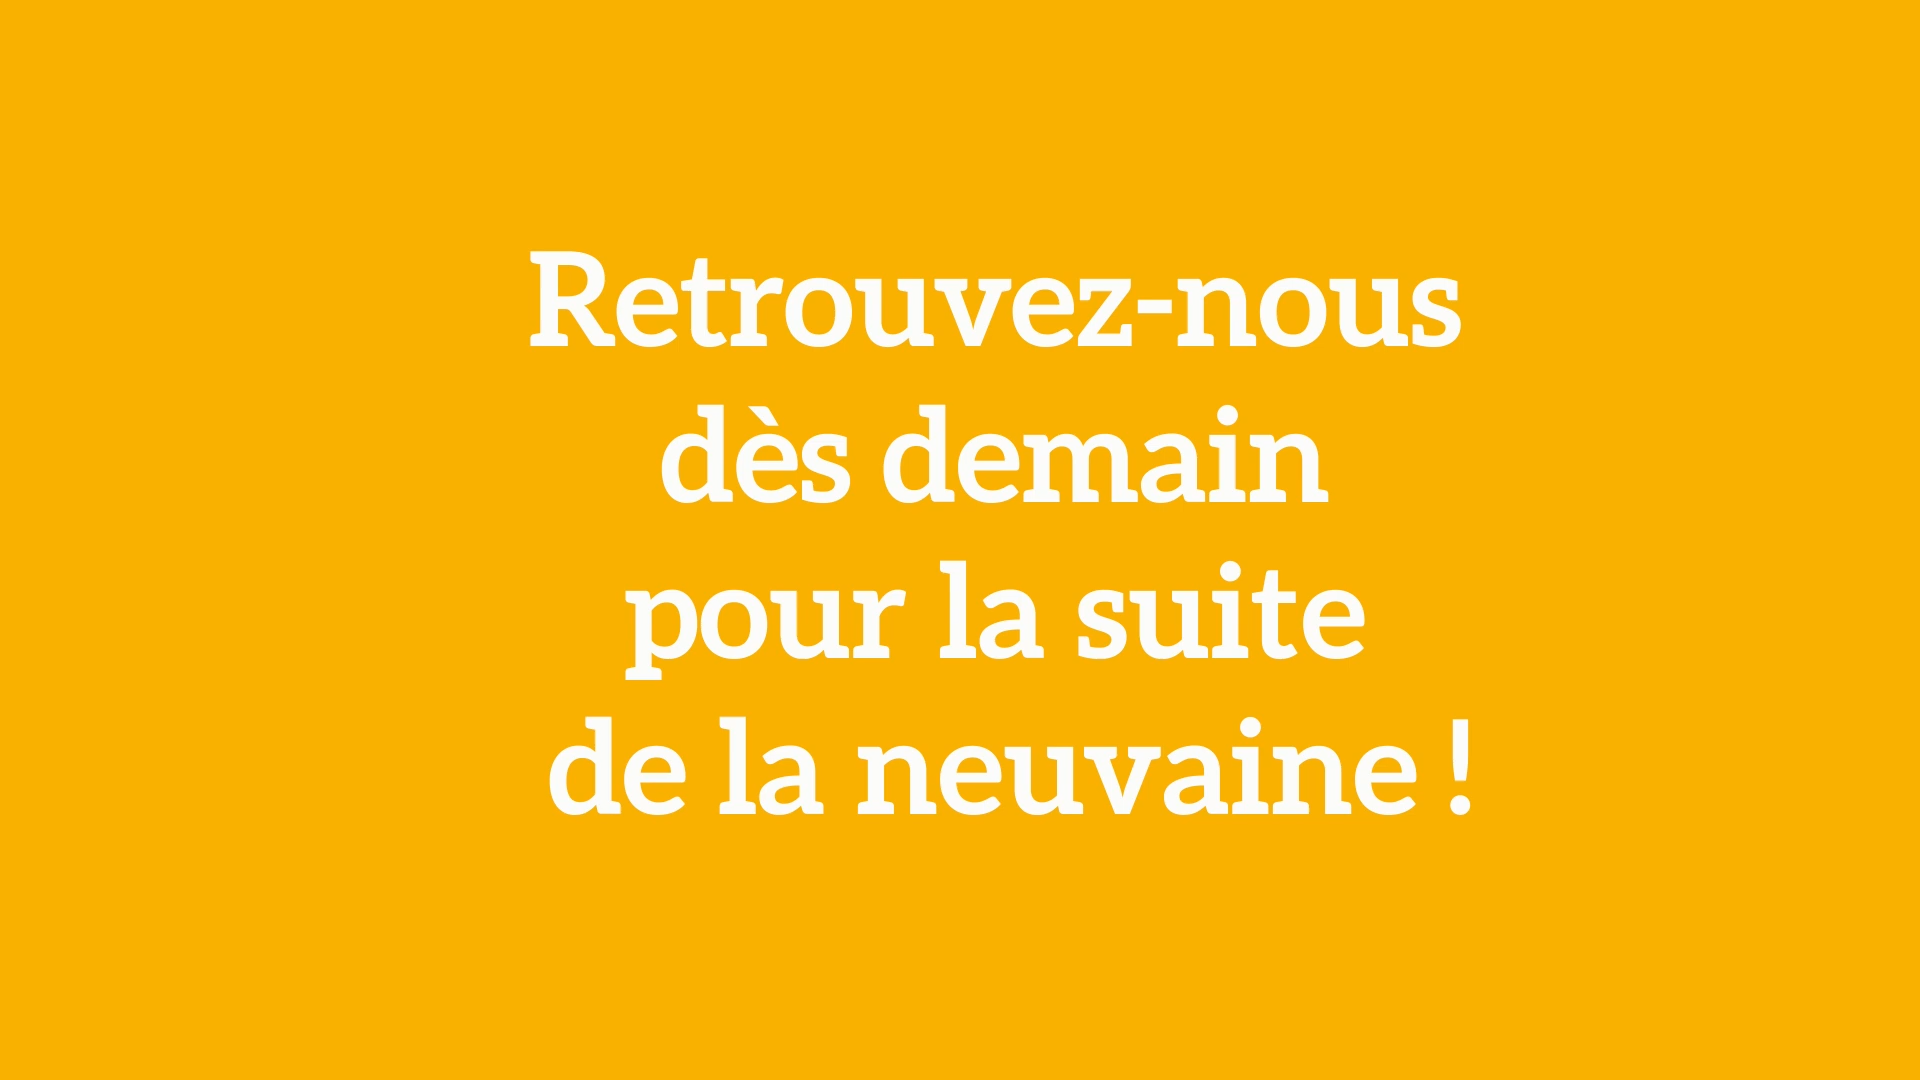 Retrouvez-nous
dès demain
pour la suite
de la neuvaine !